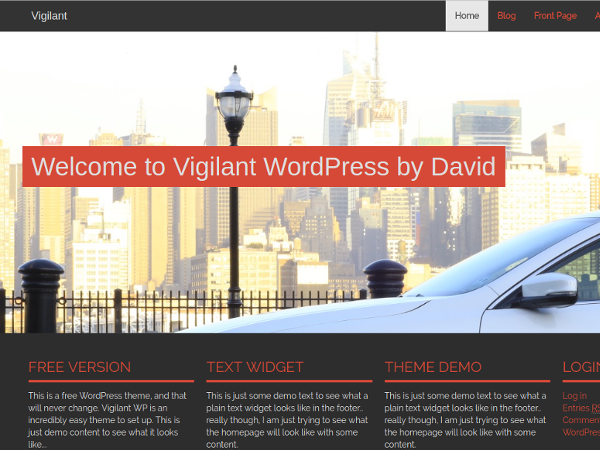 Vigilant
Home Blog Front Page
Welcome to Vigilant WordPress by David
FREE VERSION
This is a free WordPress theme, and that
will never change. Vigilant WP is an
incredibly easy theme to set up. This is
just demo content to see what it looks
like...
TEXT WIDGET
This is just some demo text to see what a
plain text widget looks like in the footer..
really though, I am just trying to see what
the homepage will look like with some
content.
THEME DEMO
This is just some demo text to see what a
plain text widget looks like in the footer..
really though, I am just trying to see what
the homepage will look like with some
content.
Log in
Entries